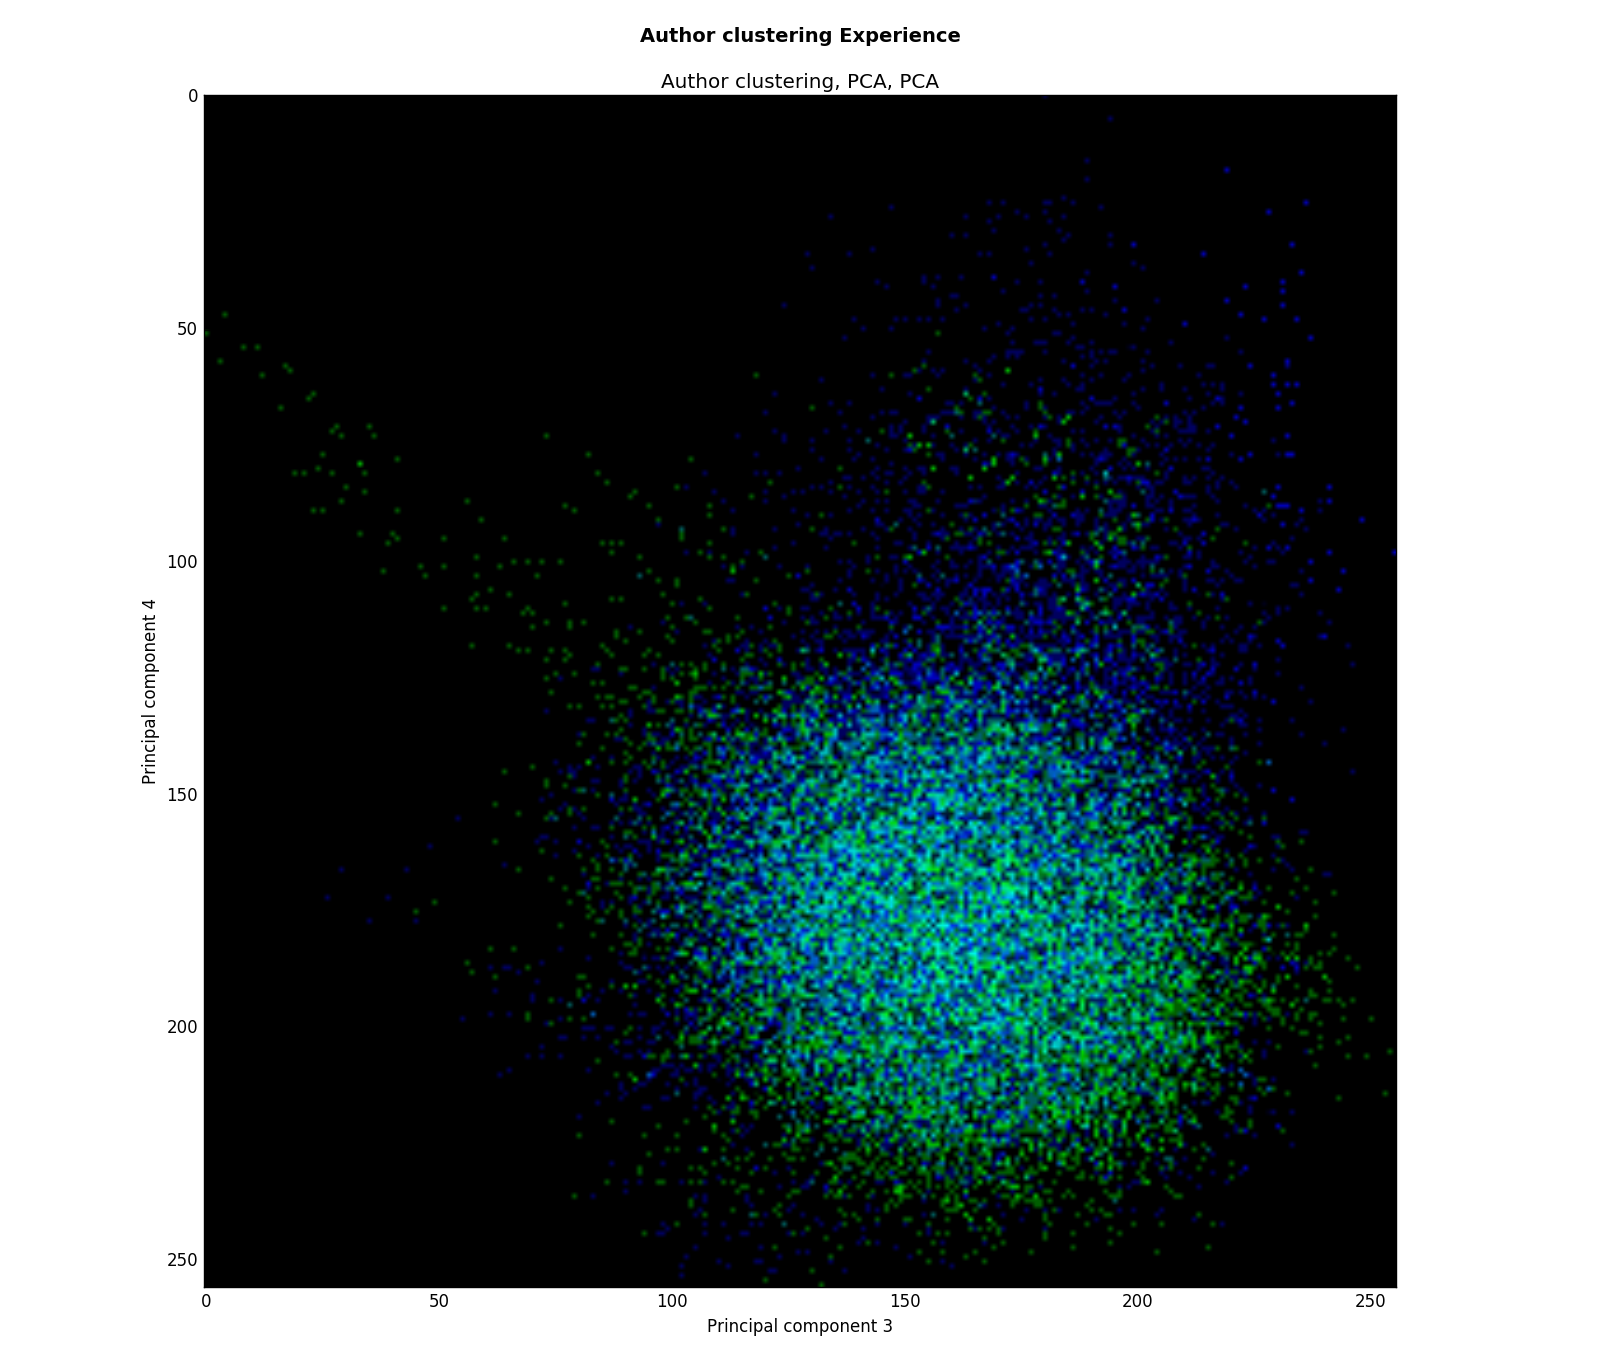 Author clustering Experience
Author clustering, PCA, PCA
0
50
100
150
200
250
Principal component 4
0 50 100 150 200 250
Principal component 3